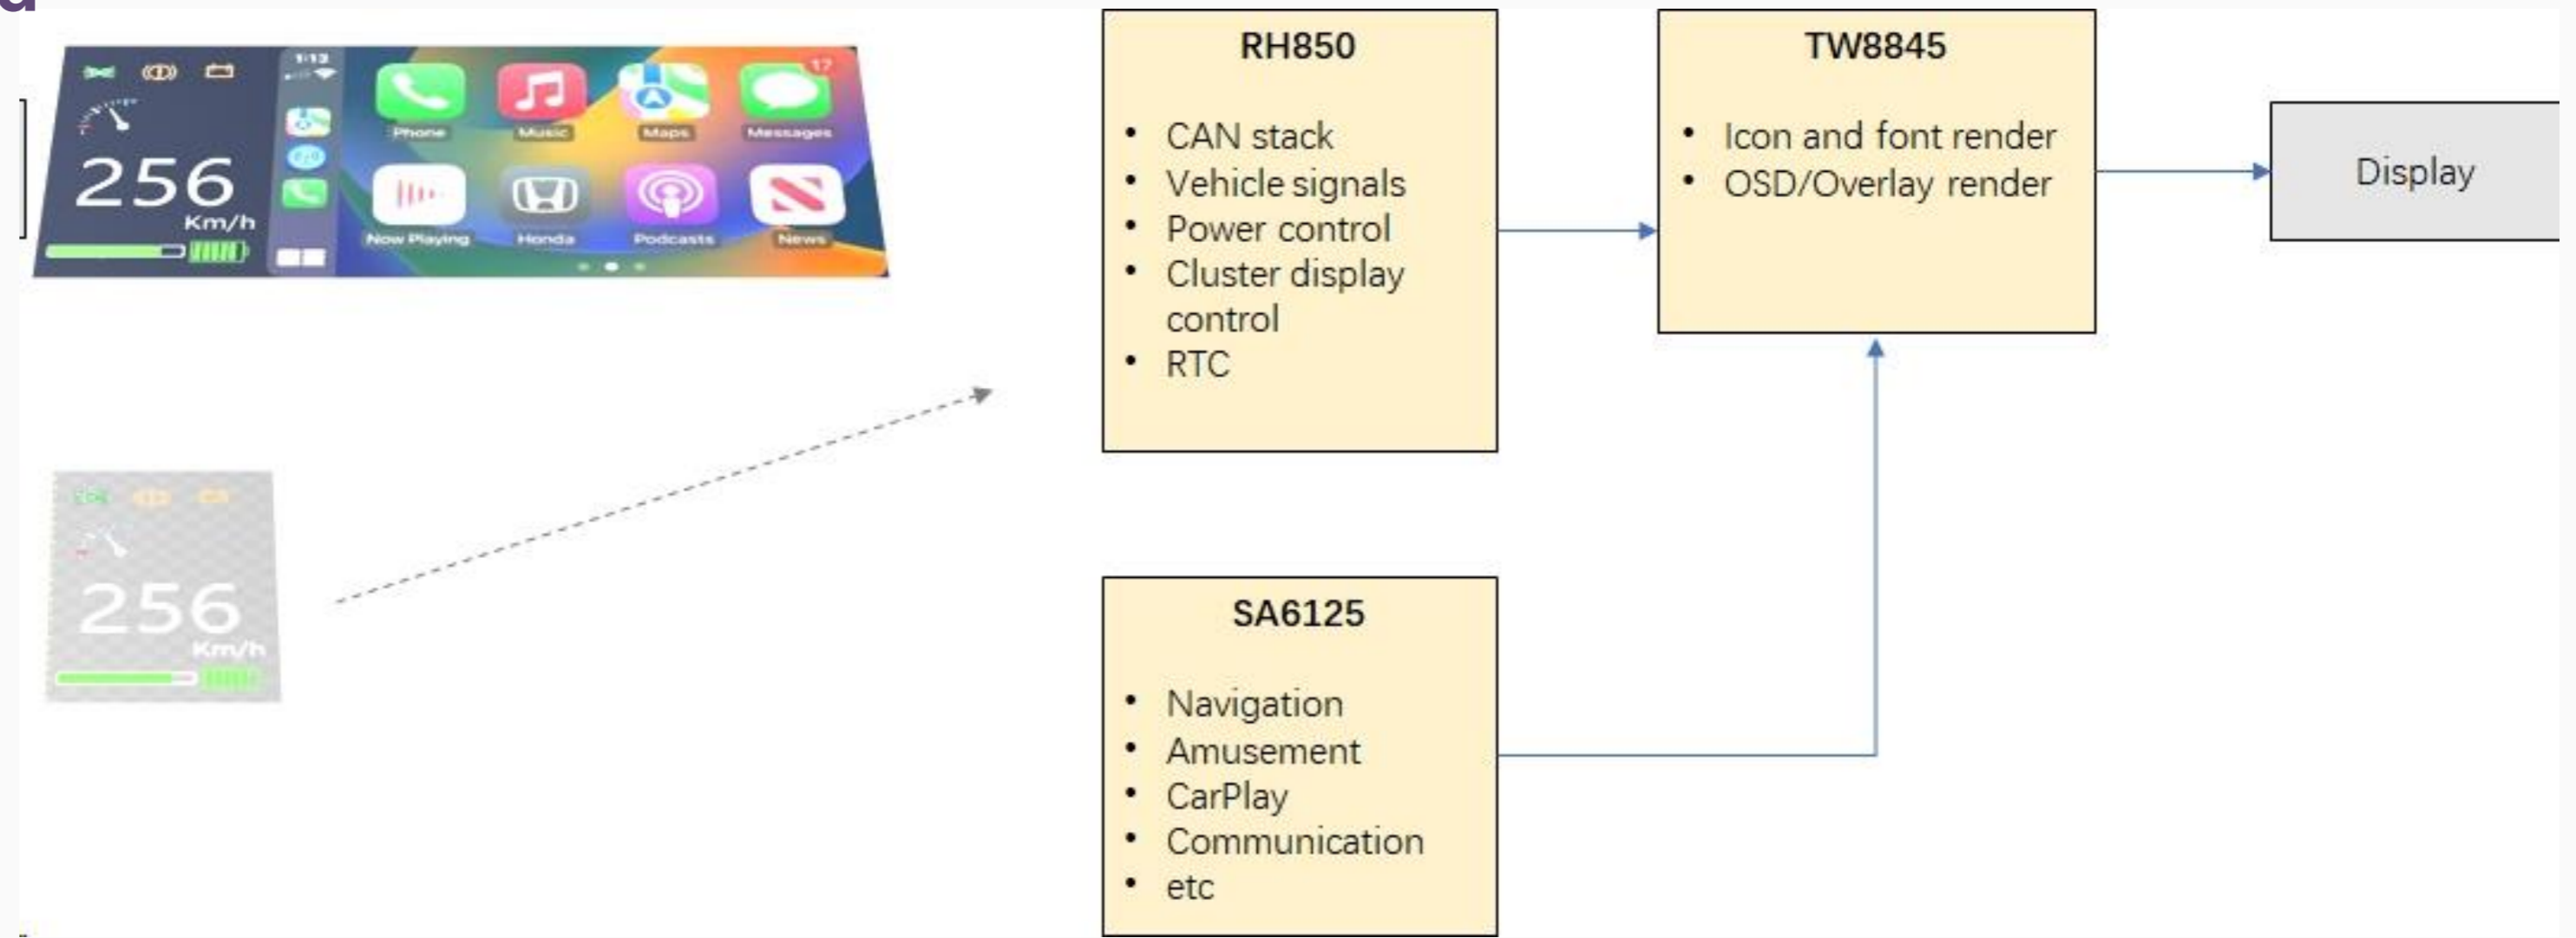 1:13
17
Phone
Music
Maps
Messages
256
Km/h
Now Playing
Honda
Podcasts
News
256
Km/h
RH850
• CAN stack
• Vehicle signals
• Power control
• Cluster display
control
• RTC
TW8845
• Icon and font render
• OSD/Overlay render
Display
SA6125
• Navigation
• Amusement
• CarPlay
• Communication
• etc